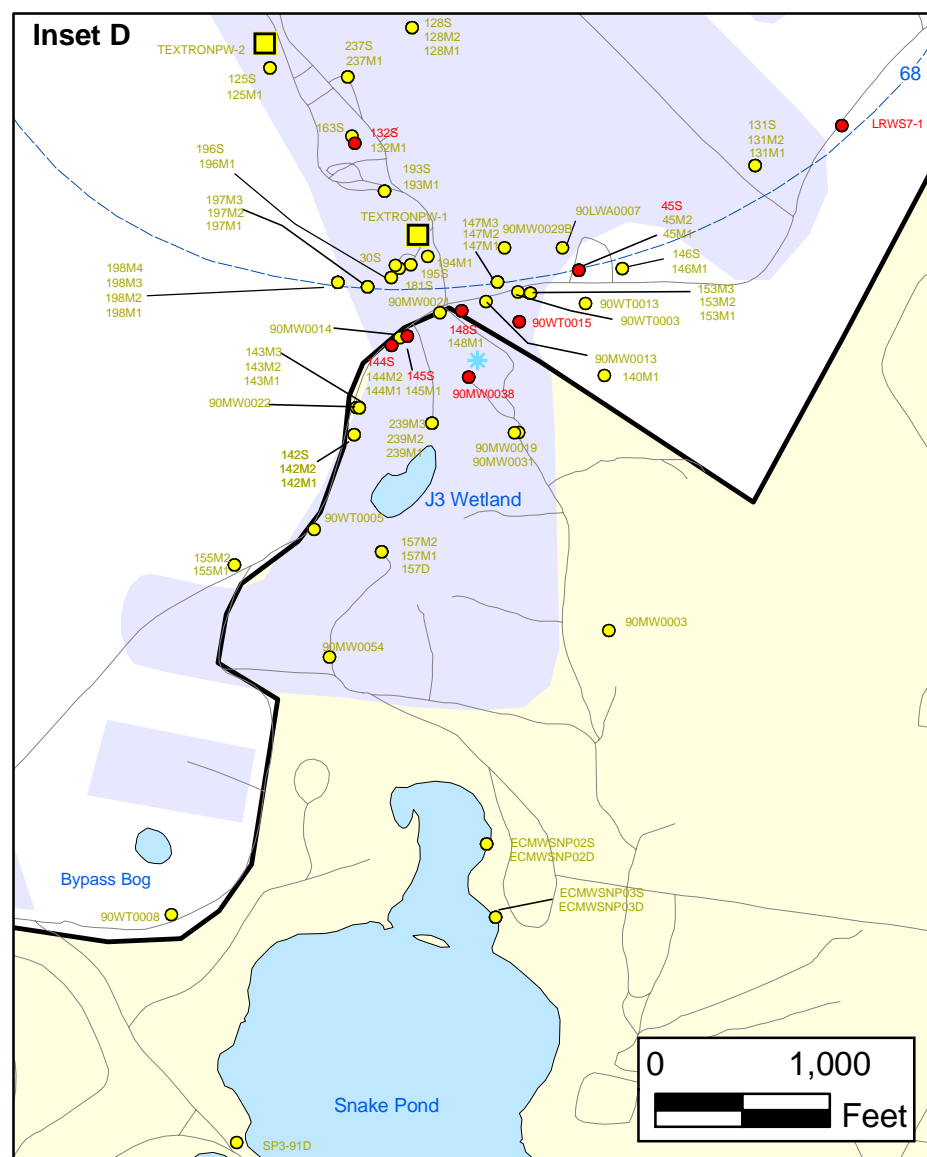 Inset D
TEXTRONPW-2
125S
125M1
237S
237M1
128S
128M2
128M1
68
LRWS7-1
163S
132S
132M1
131S
131M2
131M1
196S
196M1
193S
193M1
197M3
197M2
197M1
TEXTRONPW-1
147M3
147M2
147M1
90MW0029B
90LWA0007
45S
45M2
45M1
146S
146M1
198M4
198M3
198M2
198M1
30S
194M1
195S
181S
90MW0021
153M3
153M2
153M1
90WT0013
90WT0003
90WT0015
90MW0014
148S
148M1
90MW0013
140M1
143M3
143M2
143M1
144S
144M2
144M1
145S
145M1
90MW0038
90MW0022
239M3
239M2
239M1
90MW0019
90MW0031
142S
142M2
142M1
J3 Wetland
90WT0005
155M2
155M1
157M2
157M1
157D
90MW0003
90MW0054
ECMWSNP02S
ECMWSNP02D
Bypass Bog
ECMWSNP03S
ECMWSNP03D
90WT0008
0 1,000
Feet
Snake Pond
SP3-91D